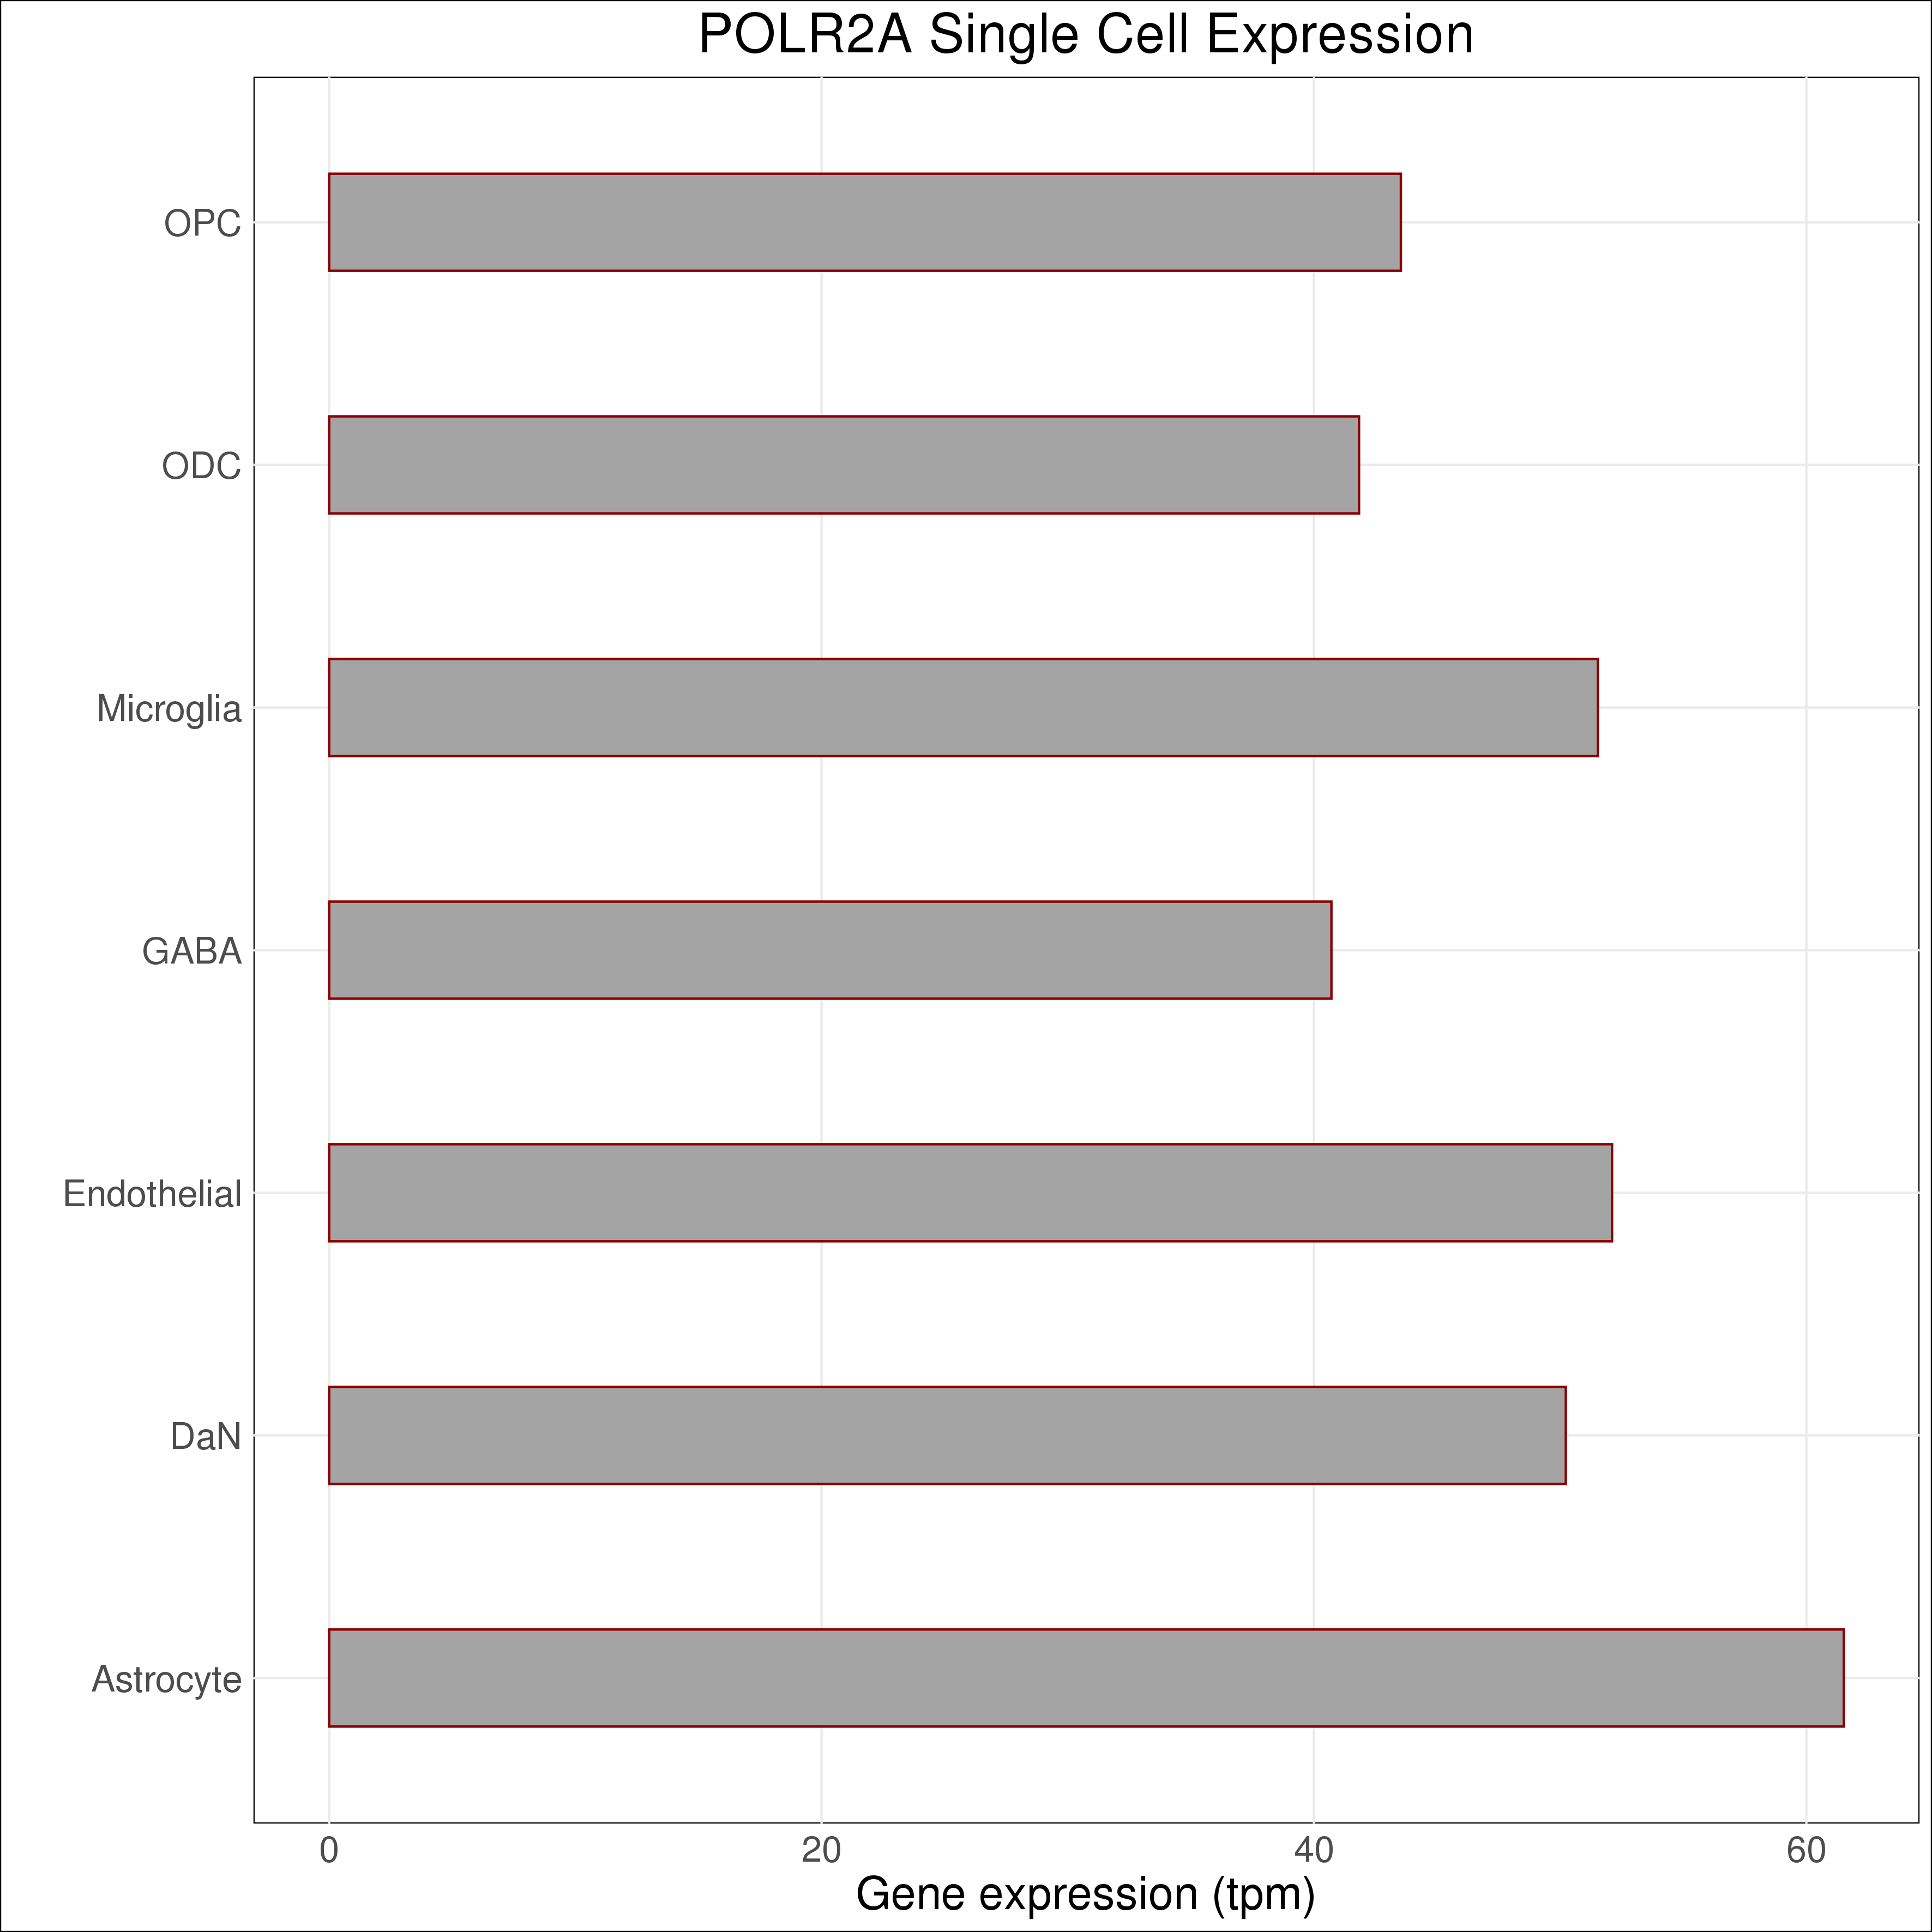 POLR2A Single Cell Expression
OPC
ODC
Microglia
GABA
Endothelial
DaN
Astrocyte
0 20 40 60
Gene expression (tpm)